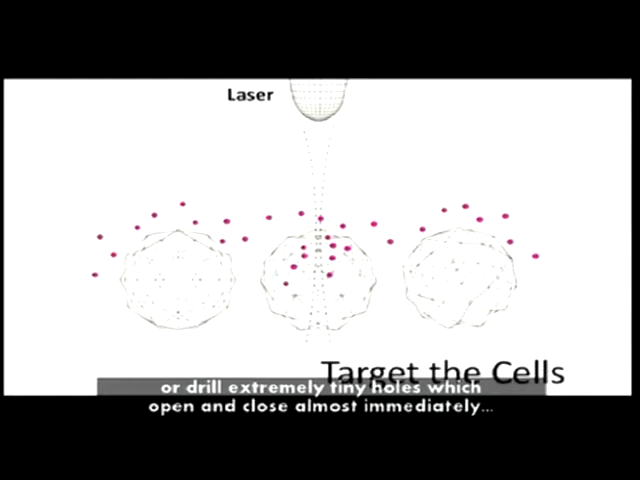 Laser
Target the Cells
or drill extremely tiny holes which
open and close almost immediately...